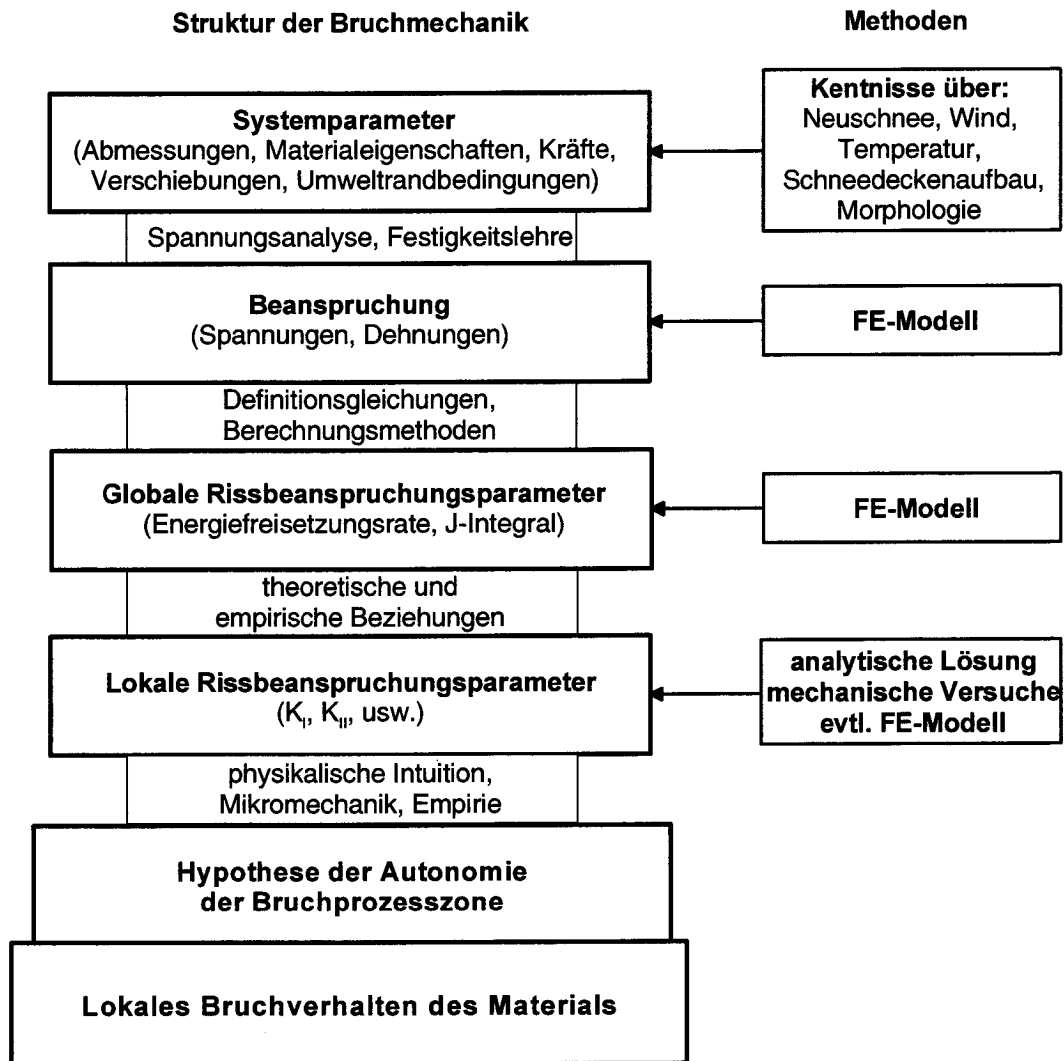 Struktur der Bruchmechanik
Methoden
Systemparameter
(Abmessungen, Materialeigenschaften, Kräfte,
Verschiebungen, Umweltrandbedingungen)
Kentnisse über:
Neuschnee, Wind,
Temperatur,
Schneedeckenaufbau,
Morphologie
Spannungsanalyse, Festigkeitslehre
Beanspruchung
(Spannungen, Dehnungen)
FE-Modell
Definitionsgleichungen,
Berechnungsmethoden
Globale Rissbeanspruchungsparameter
(Energiefreisetzungsrate, J-Integral)
FE-Modell
theoretische und
empirische Beziehungen
Lokale Rissbeanspruchungsparameter
(K_I, K_II, usw.)
analytische Lösung
mechanische Versuche
evtl. FE-Modell
physikalische Intuition,
Mikromechanik, Empirie
Hypothese der Autonomie
der Bruchprozesszone
Lokales Bruchverhalten des Materials